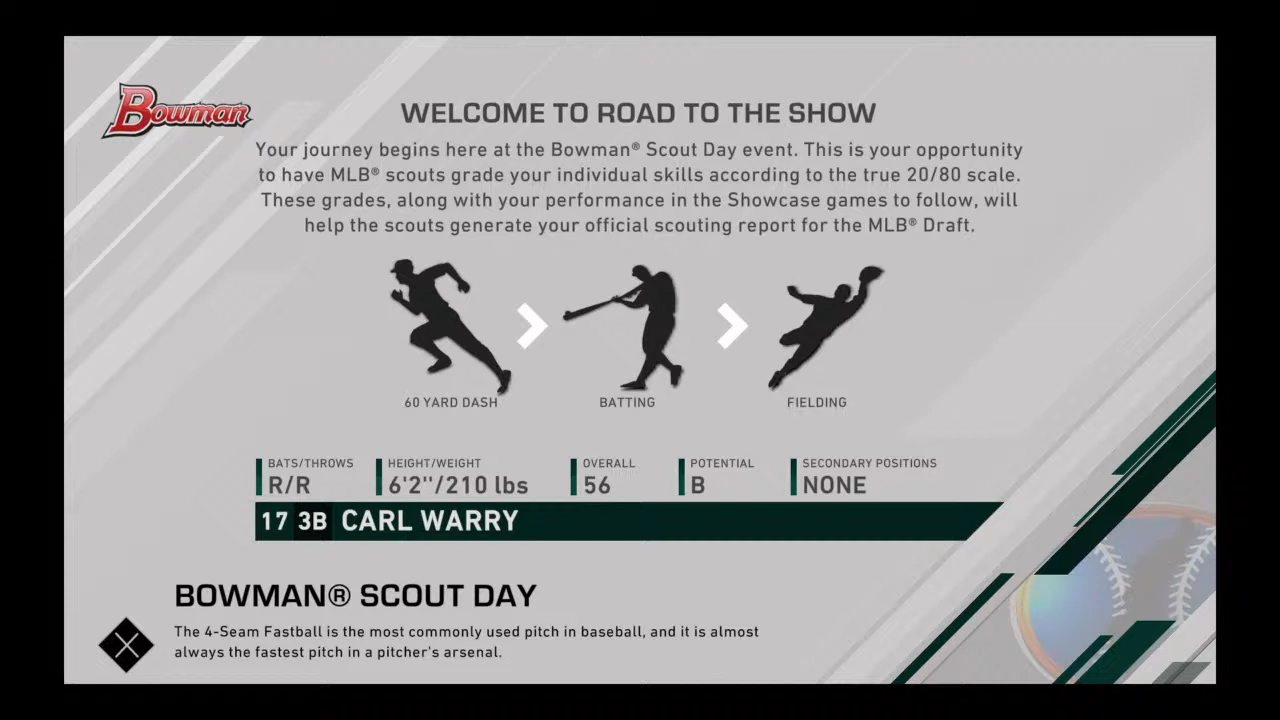 Bowman
WELCOME TO ROAD TO THE SHOW
Your journey begins here at the Bowman® Scout Day event. This is your opportunity
to have MLB® scouts grade your individual skills according to the true 20/80 scale.
These grades, along with your performance in the Showcase games to follow, will
help the scouts generate your official scouting report for the MLB® Draft.
60 YARD DASH
BATTING
FIELDING
BATS/THROWS
R/R
HEIGHT/WEIGHT
6'2''/210 lbs
OVERALL
56
POTENTIAL
B
SECONDARY POSITIONS
NONE
17 3B CARL WARRY
BOWMAN® SCOUT DAY
The 4-Seam Fastball is the most commonly used pitch in baseball, and it is almost
always the fastest pitch in a pitcher's arsenal.